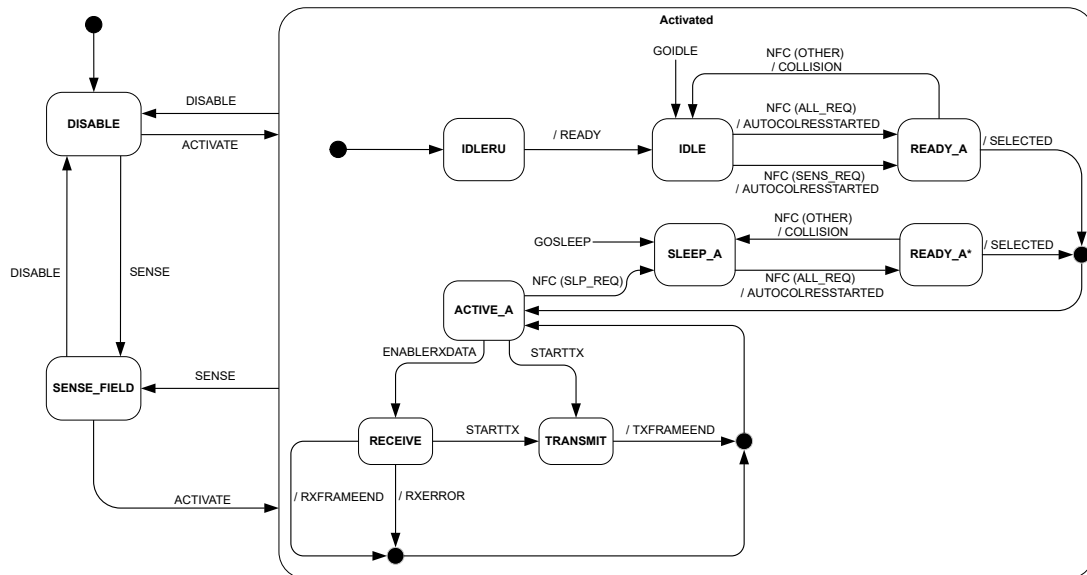 Activated
GOIDLE
NFC (OTHER)
/ COLLISION
DISABLE
DISABLE
ACTIVATE
NFC (ALL_REQ)
/ AUTOCOLRESSTARTED
/ READY
IDLERU
IDLE
READY_A
/ SELECTED
NFC (SENS_REQ)
/ AUTOCOLRESSTARTED
NFC (OTHER)
/ COLLISION
GOSLEEP
SLEEP_A
READY_A*
/ SELECTED
DISABLE
SENSE
NFC (SLP_REQ)
NFC (ALL_REQ)
/ AUTOCOLRESSTARTED
ACTIVE_A
ENABLERXDATA
STARTTX
SENSE
SENSE_FIELD
STARTTX
RECEIVE
TRANSMIT
/ TXFRAMEEND
ACTIVATE
/ RXFRAMEEND
/ RXERROR